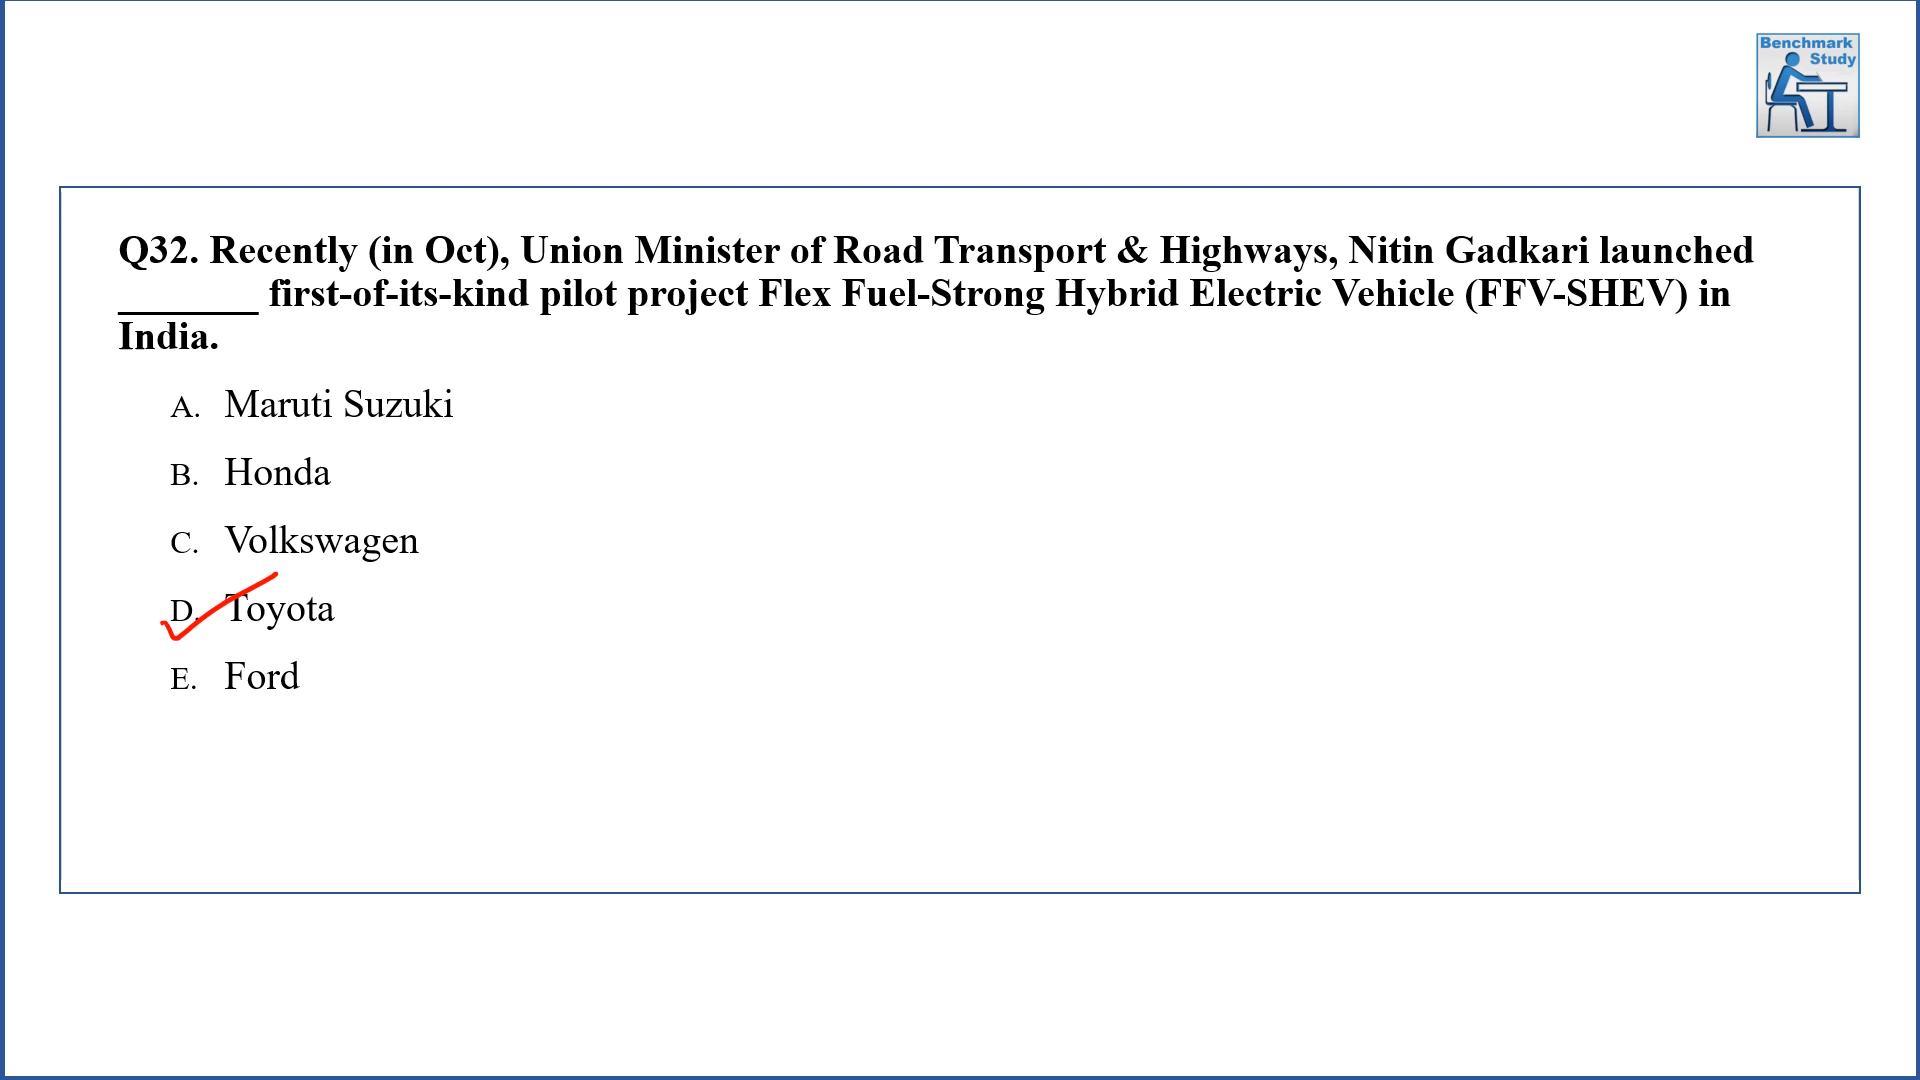 Benchmark
Study
Q32. Recently (in Oct), Union Minister of Road Transport & Highways, Nitin Gadkari launched
_______ first-of-its-kind pilot project Flex Fuel-Strong Hybrid Electric Vehicle (FFV-SHEV) in
India.
A. Maruti Suzuki
B. Honda
C. Volkswagen
D. Toyota
E. Ford